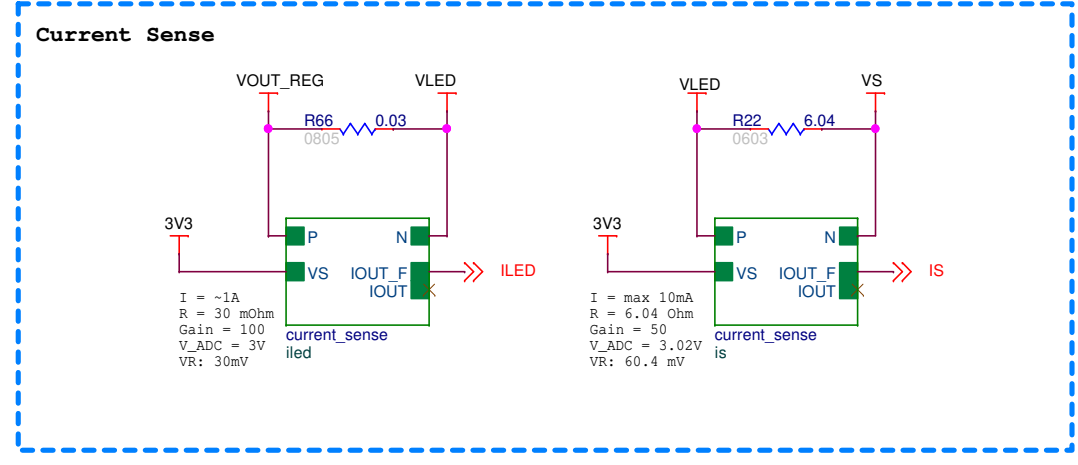 Current Sense
VOUT_REG
VLED
R66
0.03
0805
3V3
P
N
VS
IOUT_F
IOUT
ILED
I = ~1A
R = 30 mOhm
Gain = 100
V_ADC = 3V
VR: 30mV
current_sense
iled
VLED
VS
R22
6.04
0603
3V3
P
N
VS
IOUT_F
IOUT
IS
I = max 10mA
R = 6.04 Ohm
Gain = 50
V_ADC = 3.02V
VR: 60.4 mV
current_sense
is